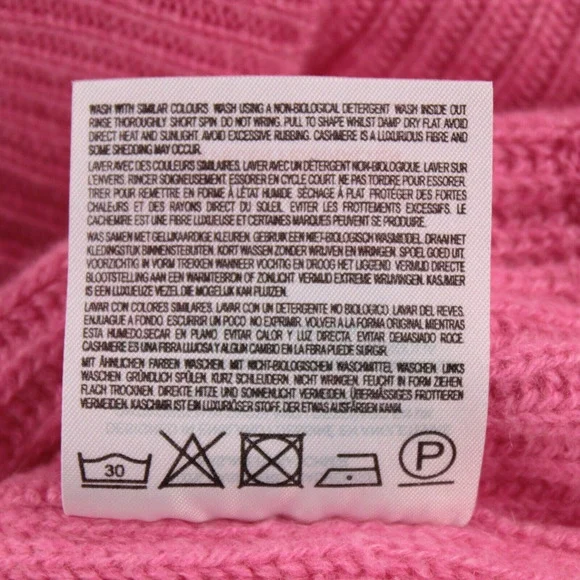 WASH WITH SIMILAR COLOURS. WASH USING A NON-BIOLOGICAL DETERGENT. WASH INSIDE OUT
RINSE THOROUGHLY SHORT SPIN. DO NOT WRING. PULL TO SHAPE WHILST DAMP. DRY FLAT. AVOID
DIRECT HEAT AND SUNLIGHT. AVOID EXCESSIVE RUBBING. CASHMERE IS A LUXURIOUS FIBRE AND
SOME SHEDDING MAY OCCUR.
LAVER AVEC DES COULEURS SIMILAIRES. LAVER AVEC UN DÉTERGENT NON-BIOLOGIQUE. LAVER SUR
L'ENVERS. RINCER SOIGNEUSEMENT ESSORER EN CYCLE COURT. NE PAS TORDRE POUR ESSORER.
TIRER POUR REMETTRE EN FORME À L'ÉTAT HUMIDE. SÉCHAGE À PLAT PROTÉGER DES FORTES
CHALEURS ET DES RAYONS DIRECT DU SOLEIL. EVITER LES FROTTEMENTS EXCESSIFS. LE
CACHEMIRE EST UNE FIBRE LUXUEUSE ET CERTAINES MARQUES PEUVENT SE PRODUIRE.
WAS SAMEN MET GELIJKAARDIGE KLEUREN. GEBRUIK EEN NIET-BIOLOGISCH WASMIDDEL. DRAAI HET
KLEDINGSTUK BINNENSTEBUITEN. KORT WASSEN ZONDER WRIJVEN EN WRINGEN. SPOEL GOED UIT.
VOORZICHTIG IN VORM TREKKEN WANNEER VOCHTIG EN DROOG HET LIGGEND. VERMIJD DIRECTE
BLOOTSTELLING AAN EEN WARMTEBRON OF ZONLICHT. VERMIJD EXTREME WRIJVINGEN. KASJMIER
IS EEN LUXUEUZE VEZEL DIE MOGELIJK KAN PLUIZEN.
LAVAR CON COLORES SIMILARES. LAVAR CON UN DETERGENTE NO BIOLOGICO. LAVAR DEL REVES.
ENJUAGUE A FONDO. ESCURRIR UN POCO NO EXPRIMIR. VOLVER A LA FORMA ORIGINAL MIENTRAS
ESTA HUMEDO. SECAR EN PLANO. EVITAR CALOR Y LUZ DIRECTA. EVITAR DEMASIADO ROCE.
CASHMERE ES UNA FIBRA LUJOSA Y ALGUN CAMBIO EN LA FIBRA PUEDE SURGIR.
MIT ÄHNLICHEN FARBEN WASCHEN. MIT NICHT-BIOLOGISCHEM WASCHMITTEL WASCHEN. LINKS
WASCHEN. GRÜNDLICH SPÜLEN. KURZ SCHLEUDERN. NICHT WRINGEN. FEUCHT IN FORM ZIEHEN.
FLACH TROCKNEN. DIREKTE HITZE UND SONNENLICHT VERMEIDEN. ÜBERMÄSSIGES FROTTIEREN
VERMEIDEN. KASCHMIR IST EIN LUXURIÖSER STOFF, DER ETWAS AUSFÄRBEN KANN.
30 P